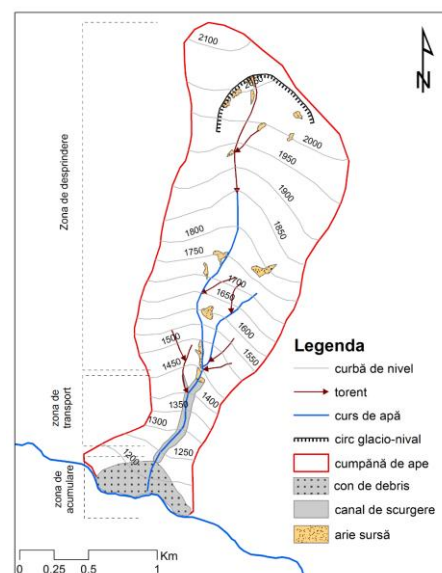 Zona de desprindere
zona de
transport
zona de
acumulare
N
2100
2050
2000
1950
1900
1850
1800
1750
1700
1650
1600
1550
1500
1450
1400
1350
1300
1250
1200
Legenda
curbă de nivel
torent
curs de apă
circ glacio-nival
cumpănă de ape
con de debris
canal de scurgere
arie sursă
Km
0 0.25 0.5 1